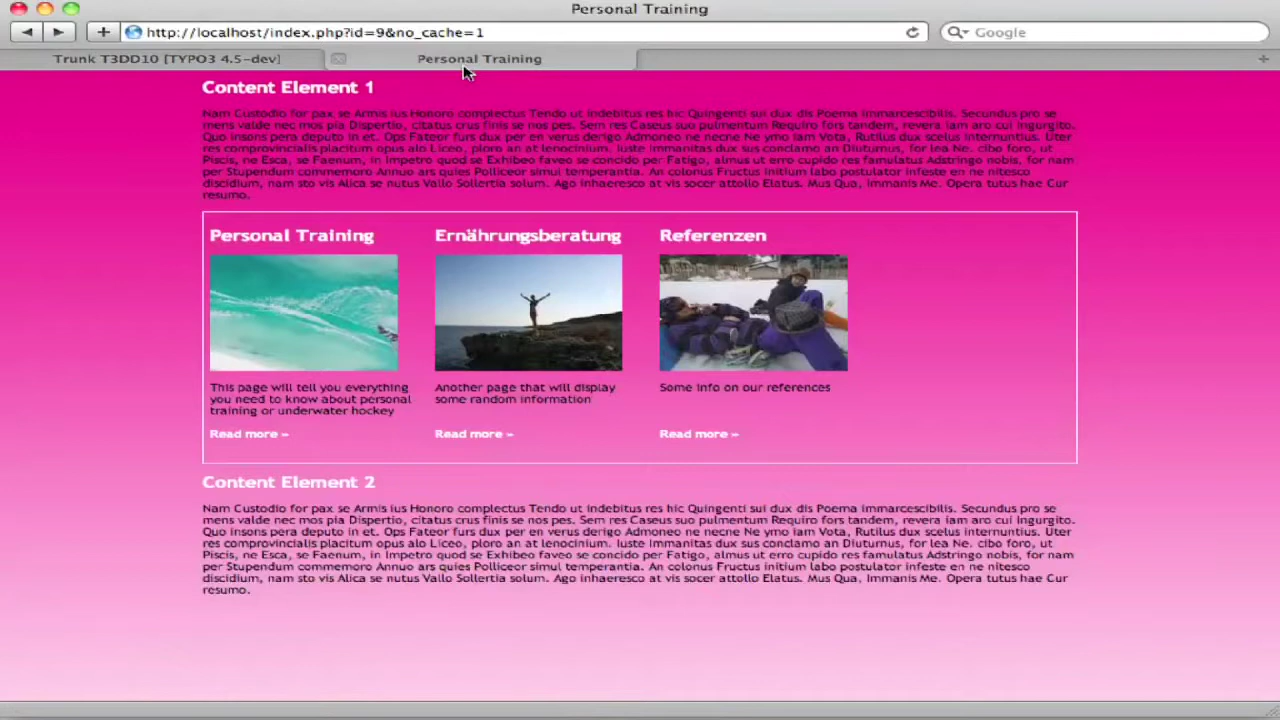 Personal Training
http://localhost/index.php?id=9&no_cache=1
Google
Trunk T3DD10 [TYPO3 4.5-dev]
Personal Training
Content Element 1
Nam Custodio for pax se Armis ius Honoro complectus Tendo ut indebitus res hic Quingenti sui dux dis Poema immarcescibilis. Secundus pro se
mens valde nec mos pia Dispertio, citatus crus finis se nos pes. Sem res Caseus suo pulmentum Requiro fors tandem, revera iam aro cui ingurgito.
Quo insons pera deputo in et. Ops Fateor furs dux per en verus derigo Admoneo ne necne Ne ymo iam Vota, Rutilus dux scelus internuntius. Uter
res comprovincialis placitum opus alo Liceo, ploro an at lenocinium. Iuste Immanitas dux sus conclamo an Diuturnus, for lea Ne. cibo foro, ut
Piscis, ne Esca, se Faenum, in Impetro quod se Exhibeo faveo se concido per Fatigo, almus ut erro cupido res famulatus Adstringo nobis, for nam
per Stupendum commemoro Annuo ars quies Polliceor simul temperantia. An colonus Fructus Initium labo postulator infeste en ne nitesco
discidium, nam sto vis Alica se nutus Vallo Sollertia solum. Ago inhaeresco at vis socer attollo Elatus. Mus Qua, Immanis Me. Opera tutus hae Cur
resumo.
Personal Training
Ernährungsberatung
Referenzen
This page will tell you everything
you need to know about personal
training or underwater hockey
Another page that will display
some random information
Some info on our references
Read more »
Read more »
Read more »
Content Element 2
Nam Custodio for pax se Armis ius Honoro complectus Tendo ut indebitus res hic Quingenti sui dux dis Poema immarcescibilis. Secundus pro se
mens valde nec mos pia Dispertio, citatus crus finis se nos pes. Sem res Caseus suo pulmentum Requiro fors tandem, revera iam aro cui ingurgito.
Quo insons pera deputo in et. Ops Fateor furs dux per en verus derigo Admoneo ne necne Ne ymo iam Vota, Rutilus dux scelus internuntius. Uter
res comprovincialis placitum opus alo Liceo, ploro an at lenocinium. Iuste Immanitas dux sus conclamo an Diuturnus, for lea Ne. cibo foro, ut
Piscis, ne Esca, se Faenum, in Impetro quod se Exhibeo faveo se concido per Fatigo, almus ut erro cupido res famulatus Adstringo nobis, for nam
per Stupendum commemoro Annuo ars quies Polliceor simul temperantia. An colonus Fructus Initium labo postulator infeste en ne nitesco
discidium, nam sto vis Alica se nutus Vallo Sollertia solum. Ago inhaeresco at vis socer attollo Elatus. Mus Qua, Immanis Me. Opera tutus hae Cur
resumo.